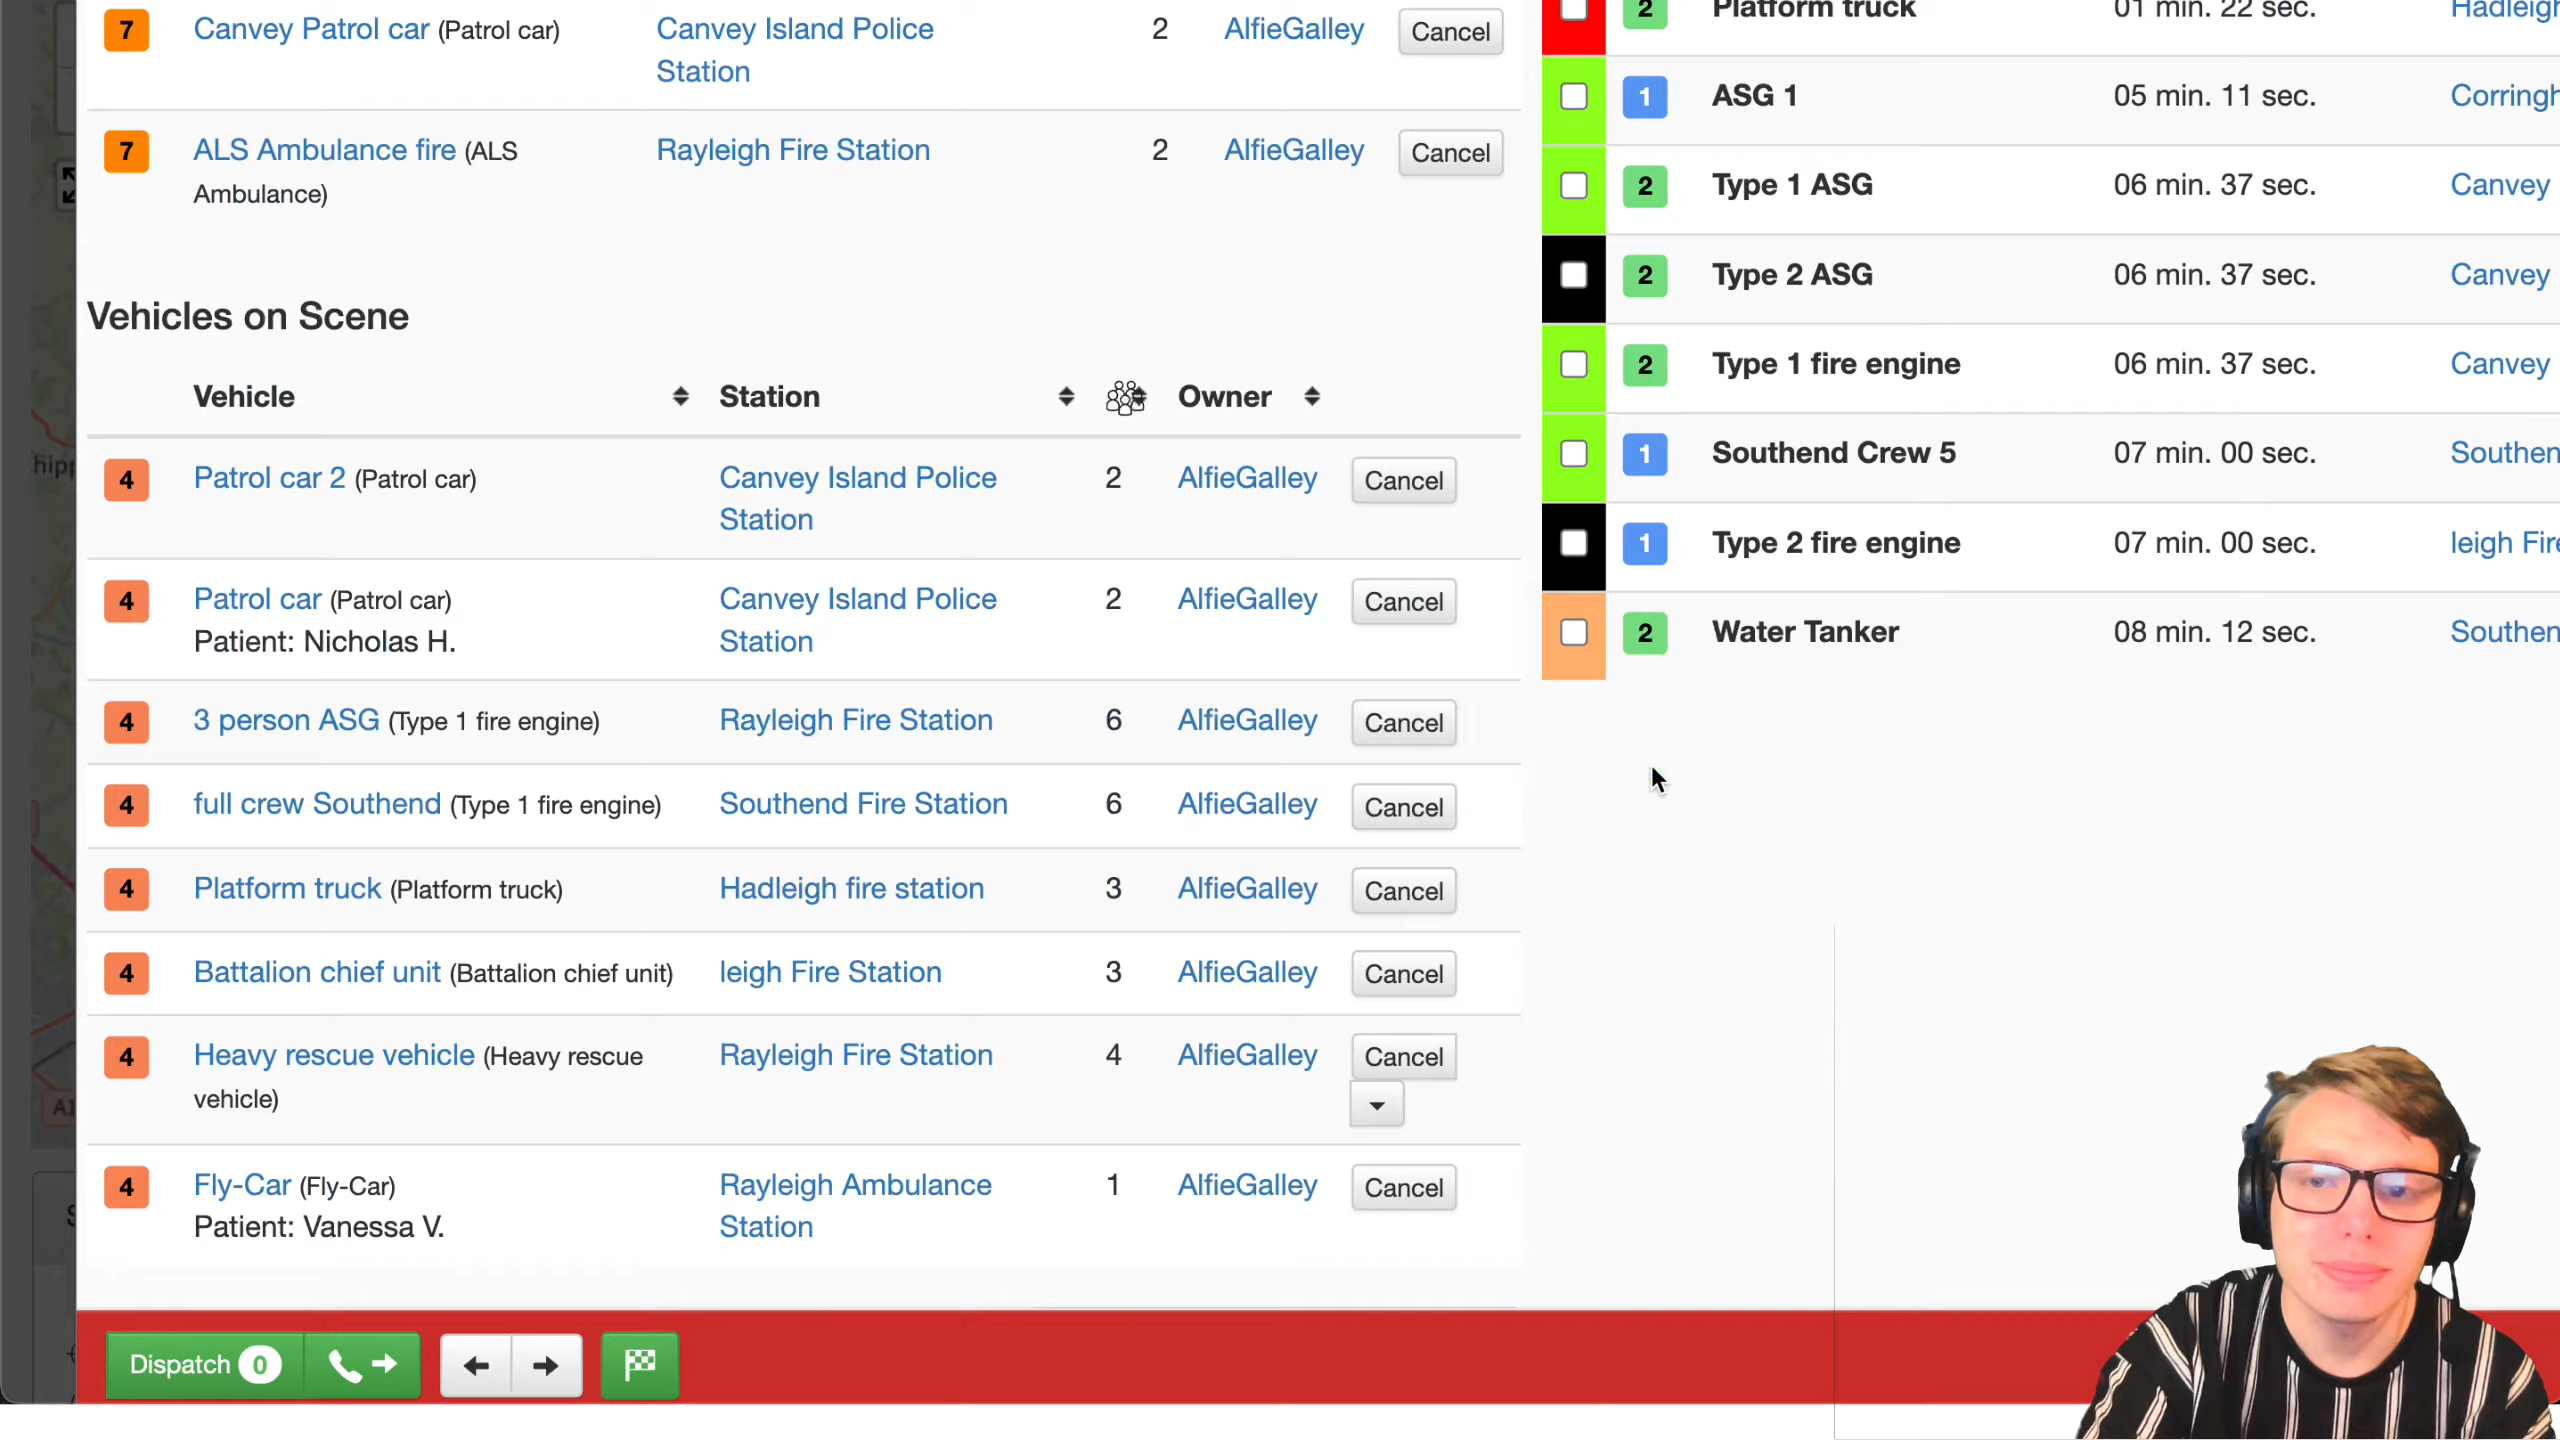 7 Canvey Patrol car (Patrol car) Canvey Island Police 2 AlfieGalley Cancel
Station
7 ALS Ambulance fire (ALS Rayleigh Fire Station 2 AlfieGalley Cancel
Ambulance)
Vehicles on Scene
Vehicle Station Owner
4 Patrol car 2 (Patrol car) Canvey Island Police 2 AlfieGalley Cancel
Station
4 Patrol car (Patrol car) Canvey Island Police 2 AlfieGalley Cancel
Patient: Nicholas H. Station
4 3 person ASG (Type 1 fire engine) Rayleigh Fire Station 6 AlfieGalley Cancel
4 full crew Southend (Type 1 fire engine) Southend Fire Station 6 AlfieGalley Cancel
4 Platform truck (Platform truck) Hadleigh fire station 3 AlfieGalley Cancel
4 Battalion chief unit (Battalion chief unit) leigh Fire Station 3 AlfieGalley Cancel
4 Heavy rescue vehicle (Heavy rescue Rayleigh Fire Station 4 AlfieGalley Cancel
vehicle)
4 Fly-Car (Fly-Car) Rayleigh Ambulance 1 AlfieGalley Cancel
Patient: Vanessa V. Station
Dispatch 0
2 Platform truck 01 min. 22 sec. Hadleigh
1 ASG 1 05 min. 11 sec. Corringh
2 Type 1 ASG 06 min. 37 sec. Canvey
2 Type 2 ASG 06 min. 37 sec. Canvey
2 Type 1 fire engine 06 min. 37 sec. Canvey
1 Southend Crew 5 07 min. 00 sec. Southen
1 Type 2 fire engine 07 min. 00 sec. leigh Fire
2 Water Tanker 08 min. 12 sec. Southen